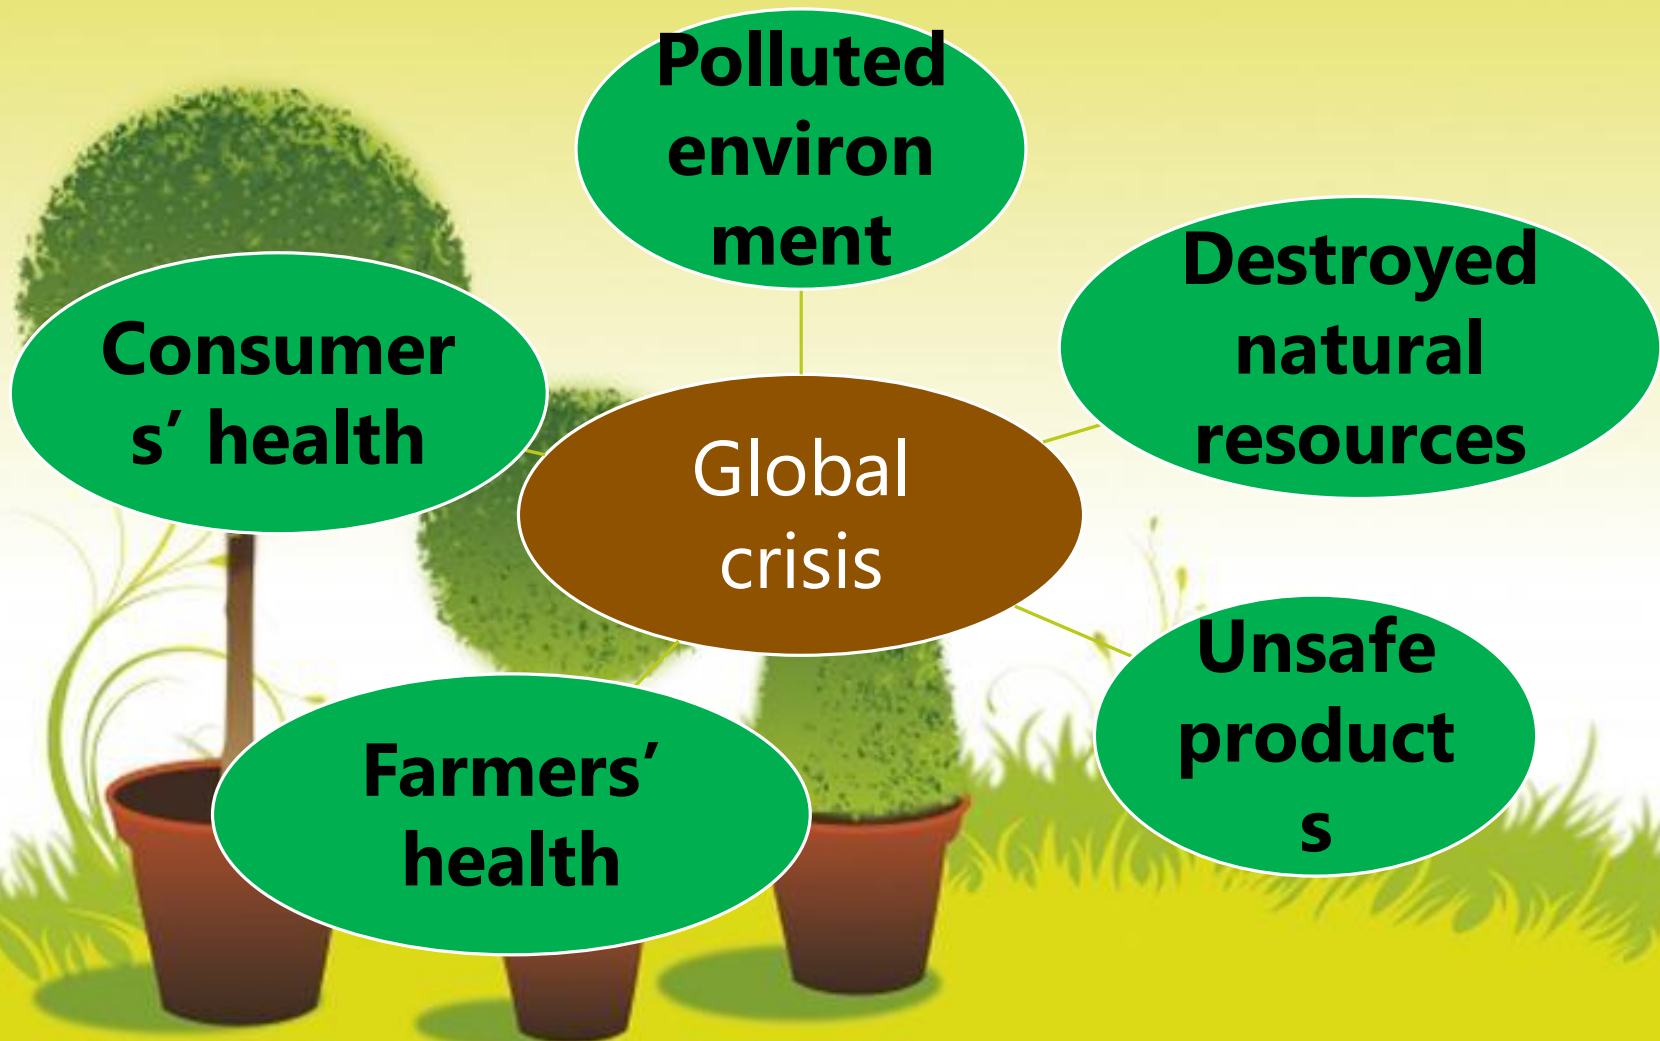 Polluted
environ
ment
Destroyed
natural
resources
Unsafe
product
s
Farmers’
health
Consumer
s’ health
Global
crisis